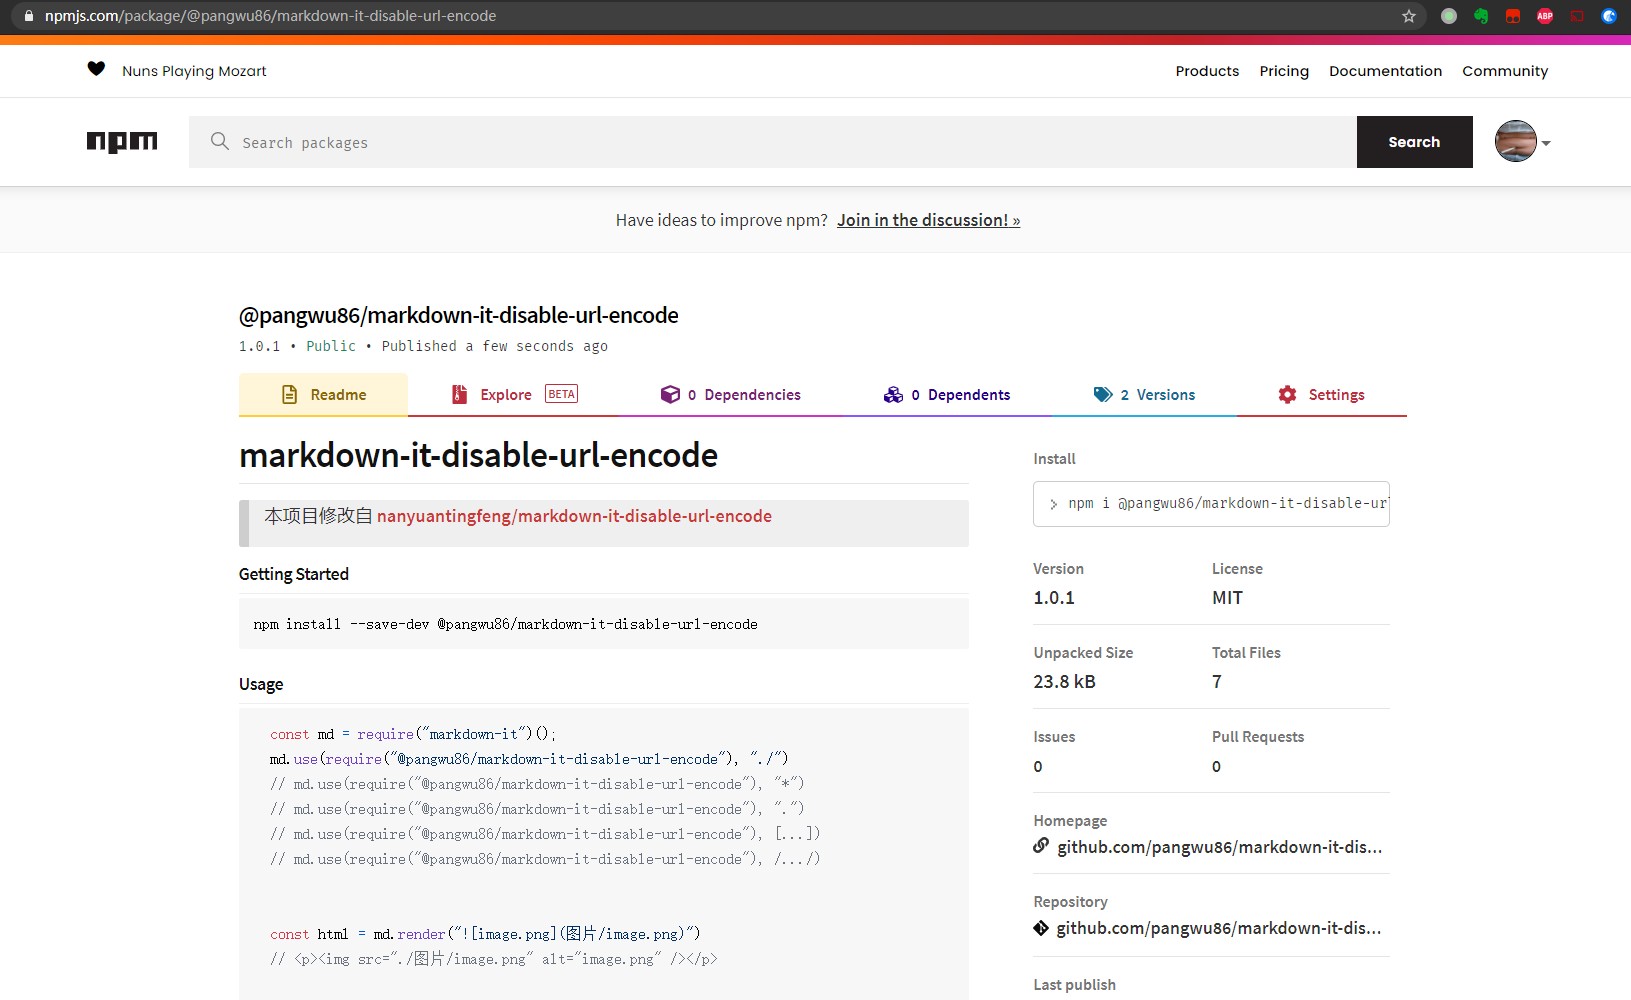 npmjs.com/package/@pangwu86/markdown-it-disable-url-encode
ABP
Nuns Playing Mozart
Products Pricing Documentation Community
npm
Search packages
Search
Have ideas to improve npm? Join in the discussion! »
@pangwu86/markdown-it-disable-url-encode
1.0.1 • Public • Published a few seconds ago
Readme
Explore BETA
0 Dependencies
0 Dependents
2 Versions
Settings
markdown-it-disable-url-encode
本项目修改自 nanyuantingfeng/markdown-it-disable-url-encode
Getting Started
npm install --save-dev @pangwu86/markdown-it-disable-url-encode
Usage
const md = require("markdown-it")();
md.use(require("@pangwu86/markdown-it-disable-url-encode"), "./")
// md.use(require("@pangwu86/markdown-it-disable-url-encode"), "*")
// md.use(require("@pangwu86/markdown-it-disable-url-encode"), ".")
// md.use(require("@pangwu86/markdown-it-disable-url-encode"), [...])
// md.use(require("@pangwu86/markdown-it-disable-url-encode"), /.../)
const html = md.render("![image.png](图片/image.png)")
// <p><img src="./图片/image.png" alt="image.png" /></p>
Install
> npm i @pangwu86/markdown-it-disable-url
Version License
1.0.1 MIT
Unpacked Size Total Files
23.8 kB 7
Issues Pull Requests
0 0
Homepage
github.com/pangwu86/markdown-it-dis...
Repository
github.com/pangwu86/markdown-it-dis...
Last publish